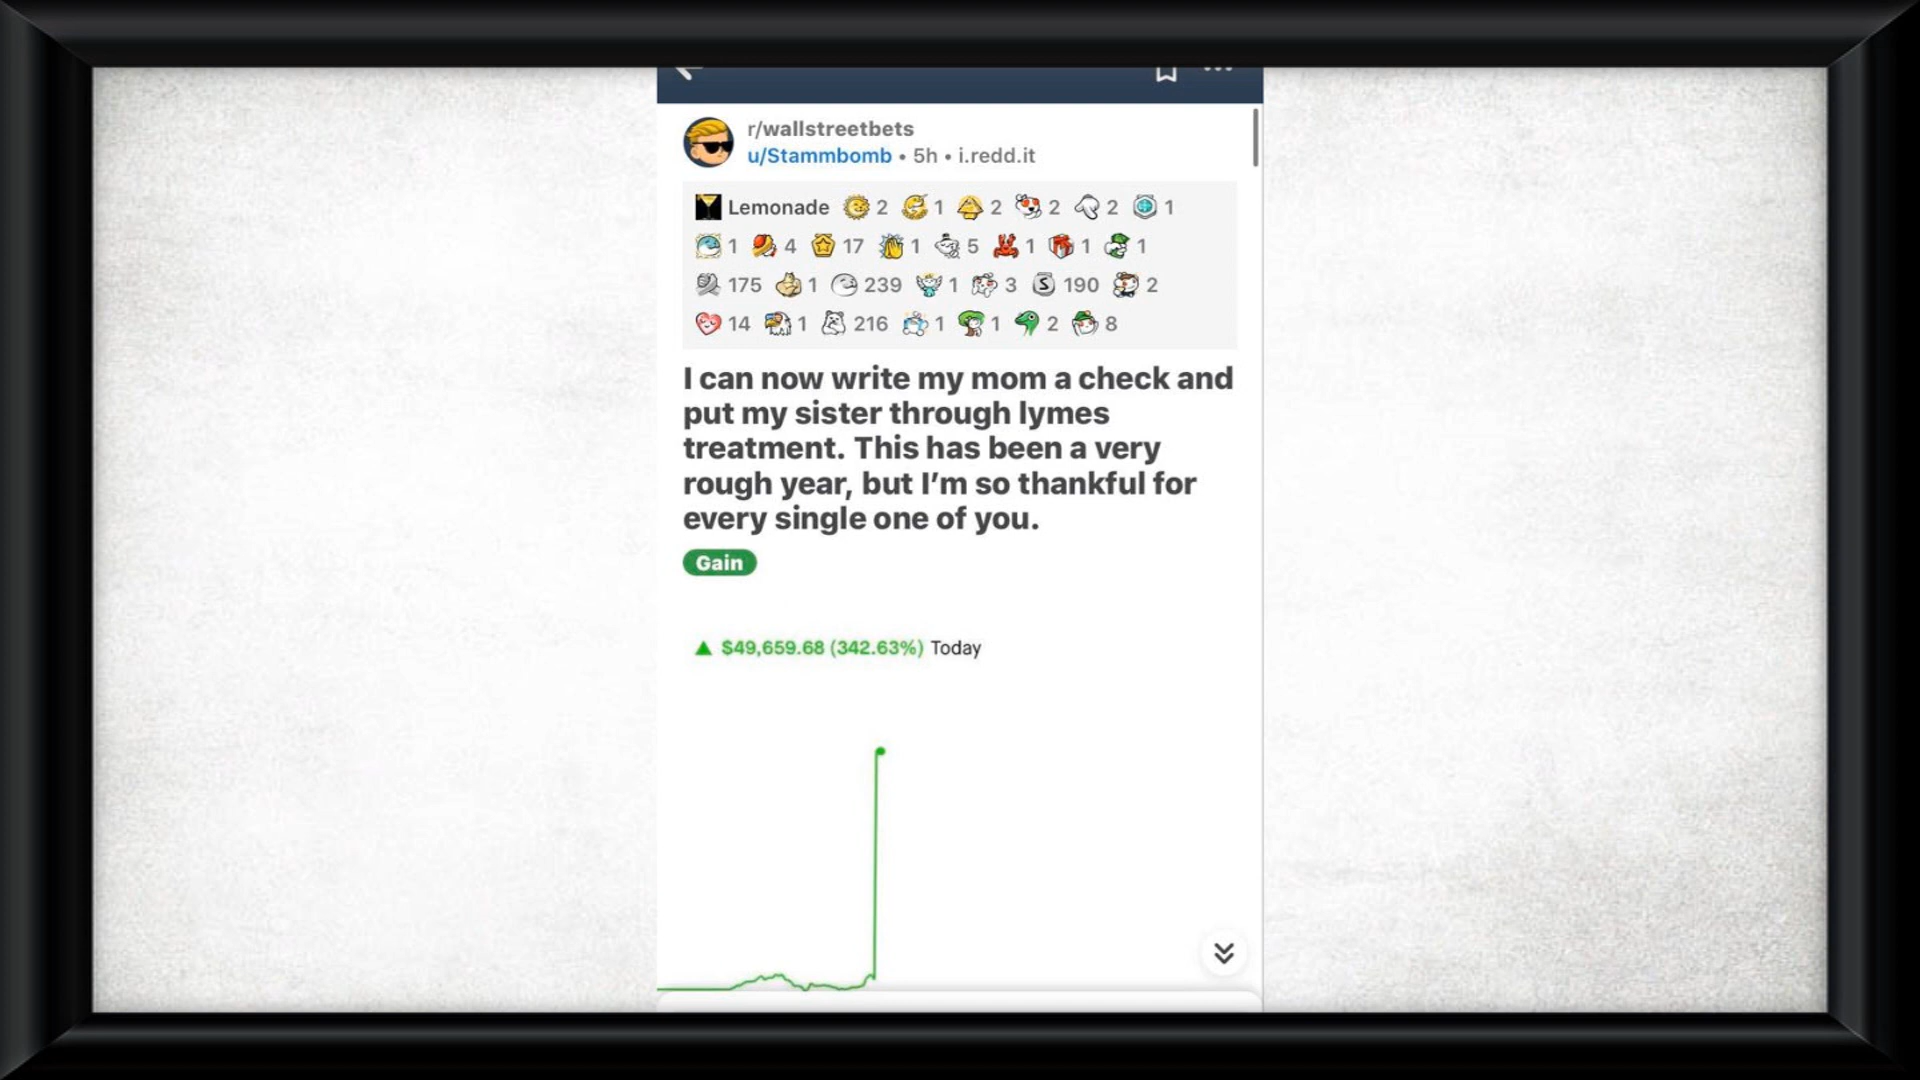 r/wallstreetbets
u/Stammbomb • 5h • i.redd.it
Lemonade 2 1 2 2 2 1
1 4 17 1 5 1 1 1
175 1 239 1 3 190 2
14 1 216 1 1 2 8
I can now write my mom a check and
put my sister through lymes
treatment. This has been a very
rough year, but I’m so thankful for
every single one of you.
Gain
▲ $49,659.68 (342.63%) Today